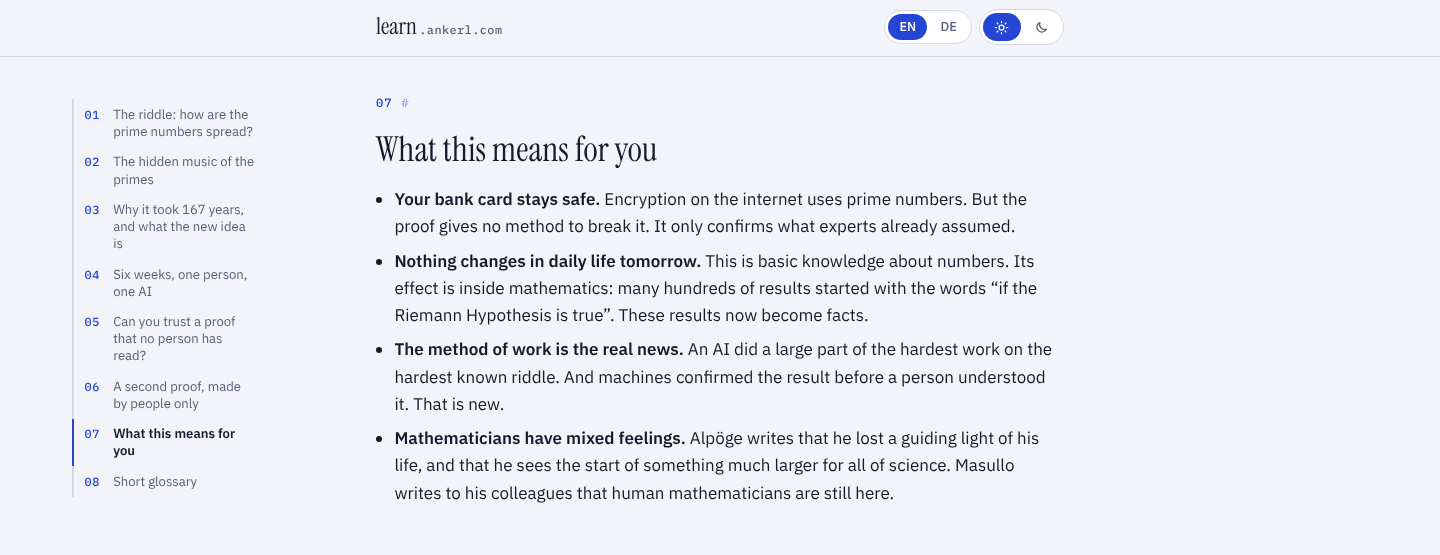 learn.ankerl.com
EN DE
01 The riddle: how are the
prime numbers spread?
02 The hidden music of the
primes
03 Why it took 167 years,
and what the new idea
is
04 Six weeks, one person,
one AI
05 Can you trust a proof
that no person has
read?
06 A second proof, made
by people only
07 What this means for
you
08 Short glossary
07 #
What this means for you
• Your bank card stays safe. Encryption on the internet uses prime numbers. But the
proof gives no method to break it. It only confirms what experts already assumed.
• Nothing changes in daily life tomorrow. This is basic knowledge about numbers. Its
effect is inside mathematics: many hundreds of results started with the words “if the
Riemann Hypothesis is true”. These results now become facts.
• The method of work is the real news. An AI did a large part of the hardest work on the
hardest known riddle. And machines confirmed the result before a person understood
it. That is new.
• Mathematicians have mixed feelings. Alpöge writes that he lost a guiding light of his
life, and that he sees the start of something much larger for all of science. Masullo
writes to his colleagues that human mathematicians are still here.